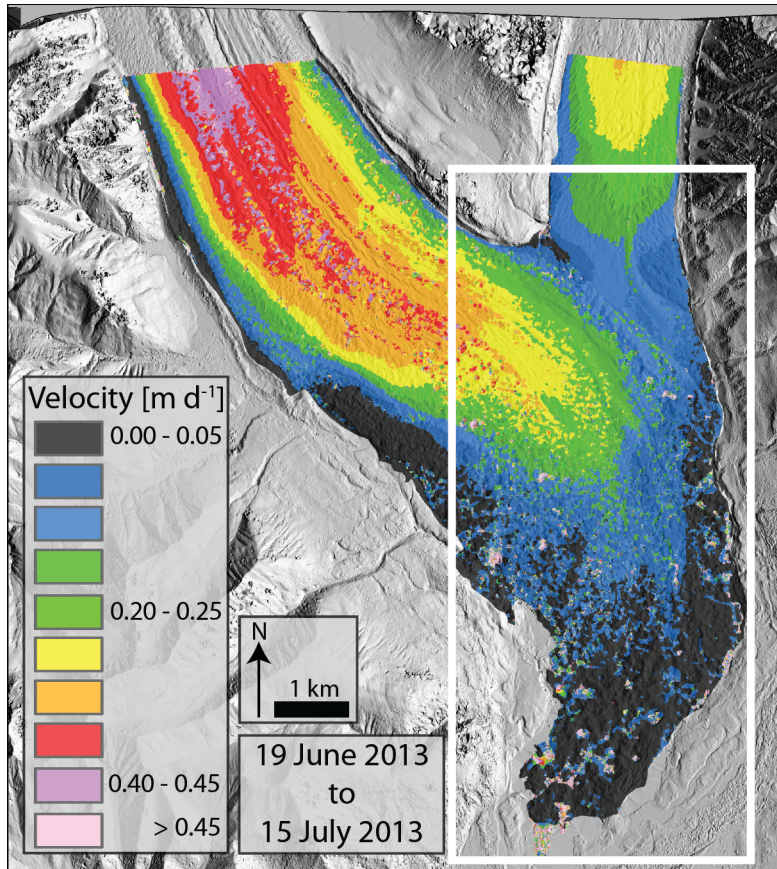 Velocity [m d-1]
0.00 - 0.05
0.20 - 0.25
0.40 - 0.45
> 0.45
N
1 km
19 June 2013
to
15 July 2013